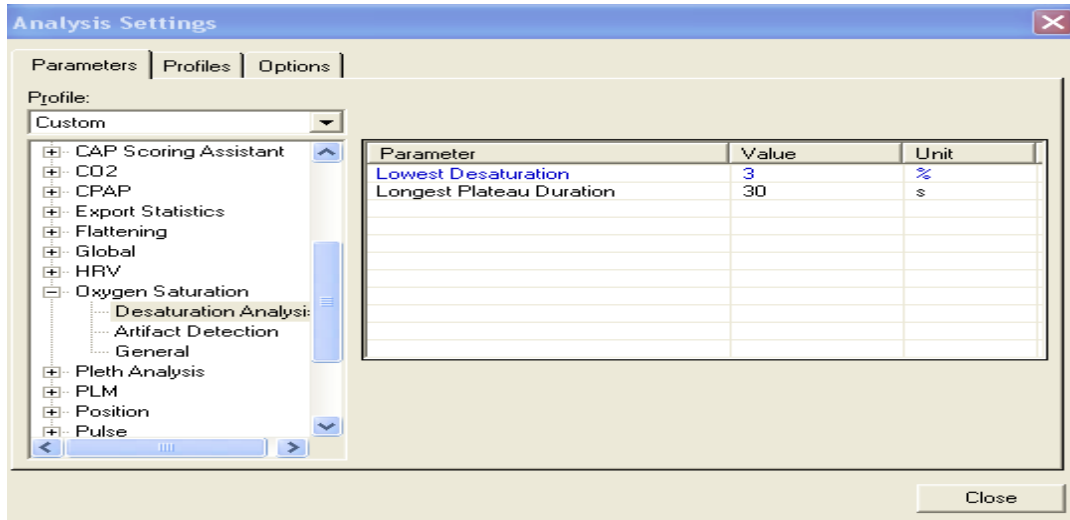 Analysis Settings
Parameters Profiles Options
Profile:
Custom
CAP Scoring Assistant
CO2
CPAP
Export Statistics
Flattening
Global
HRV
Oxygen Saturation
Desaturation Analysi
Artifact Detection
General
Pleth Analysis
PLM
Position
Pulse
Parameter Value Unit
Lowest Desaturation 3 %
Longest Plateau Duration 30 s
Close